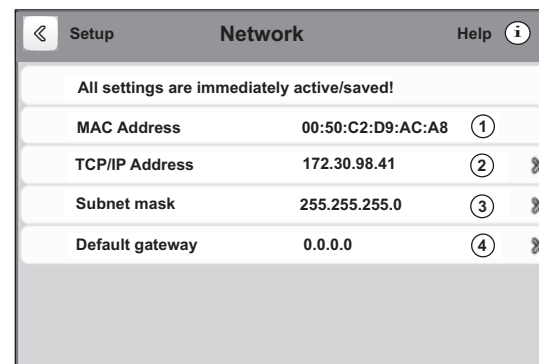 Setup Network Help i
All settings are immediately active/saved!
MAC Address 00:50:C2:D9:AC:A8 1
TCP/IP Address 172.30.98.41 2
Subnet mask 255.255.255.0 3
Default gateway 0.0.0.0 4